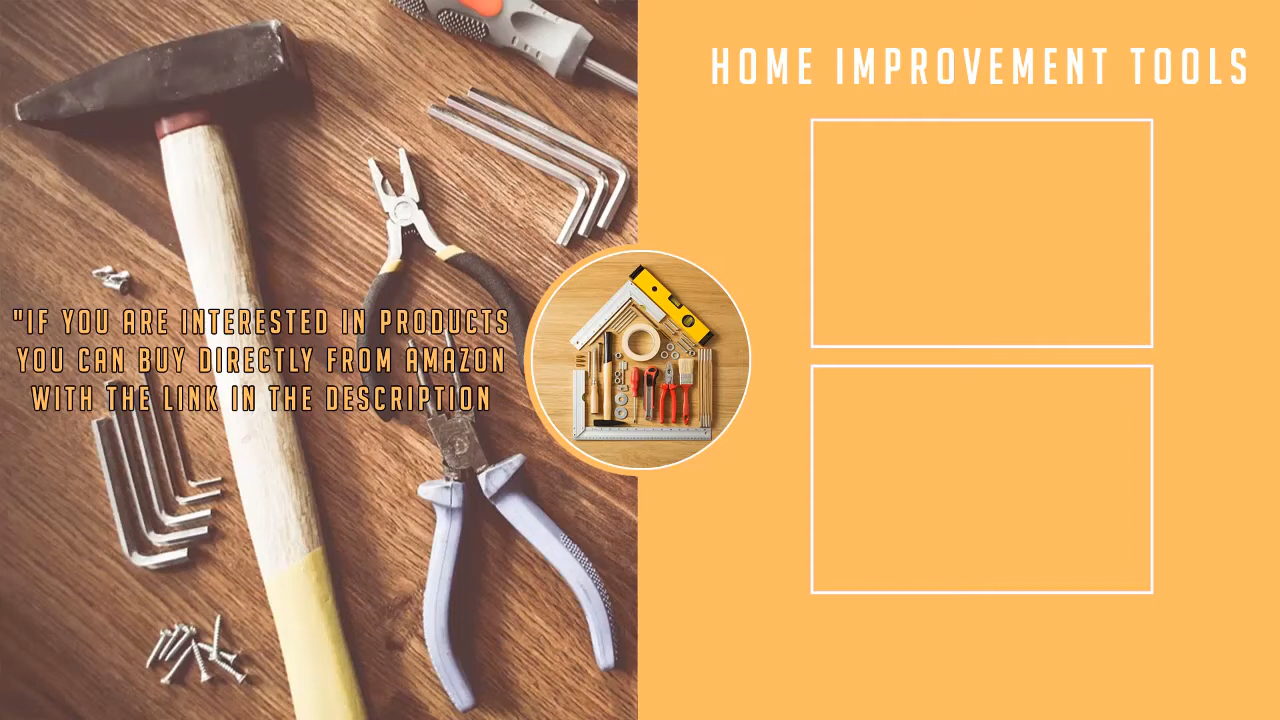 HOME IMPROVEMENT TOOLS
"IF YOU ARE INTERESTED IN PRODUCTS
YOU CAN BUY DIRECTLY FROM AMAZON
WITH THE LINK IN THE DESCRIPTION